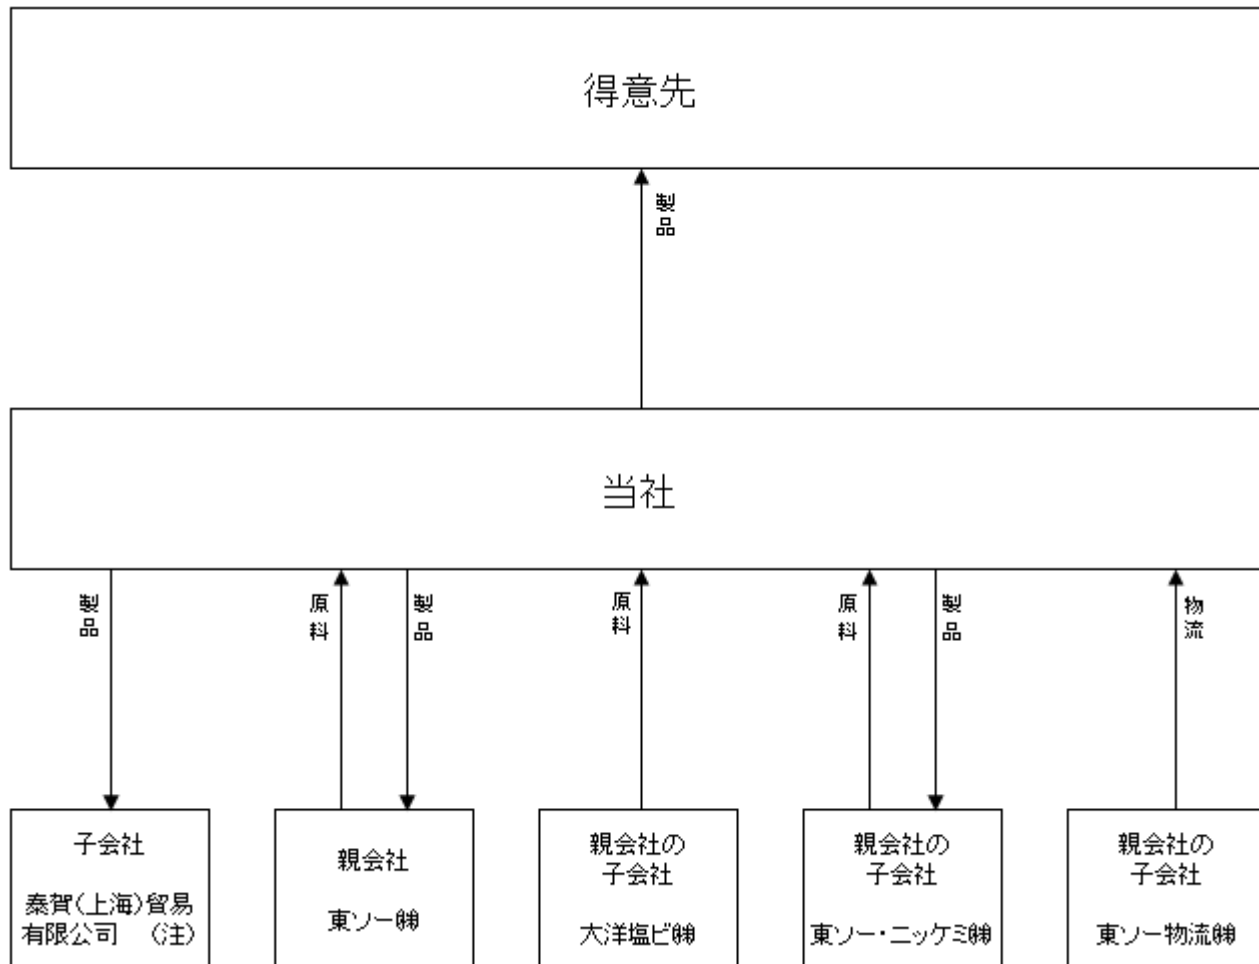 得意先
製品
当社
製品
原料
製品
原料
原料
製品
物流
子会社
泰賀(上海)貿易
有限公司 (注)
親会社
東ソー㈱
親会社の
子会社
大洋塩ビ㈱
親会社の
子会社
東ソー・ニッケミ㈱
親会社の
子会社
東ソー物流㈱